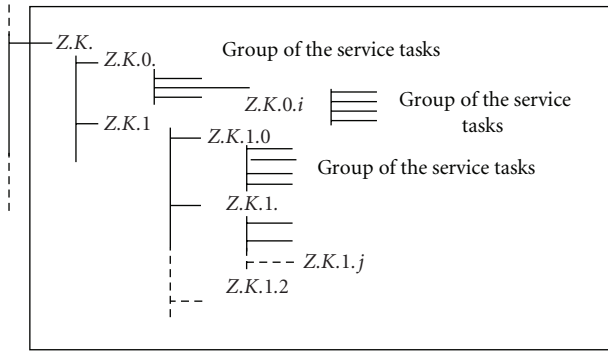 Z.K.
Z.K.0.
Group of the service tasks
Z.K.0.i
Group of the service
tasks
Z.K.1
Z.K.1.0
Group of the service tasks
Z.K.1.
Z.K.1.j
Z.K.1.2